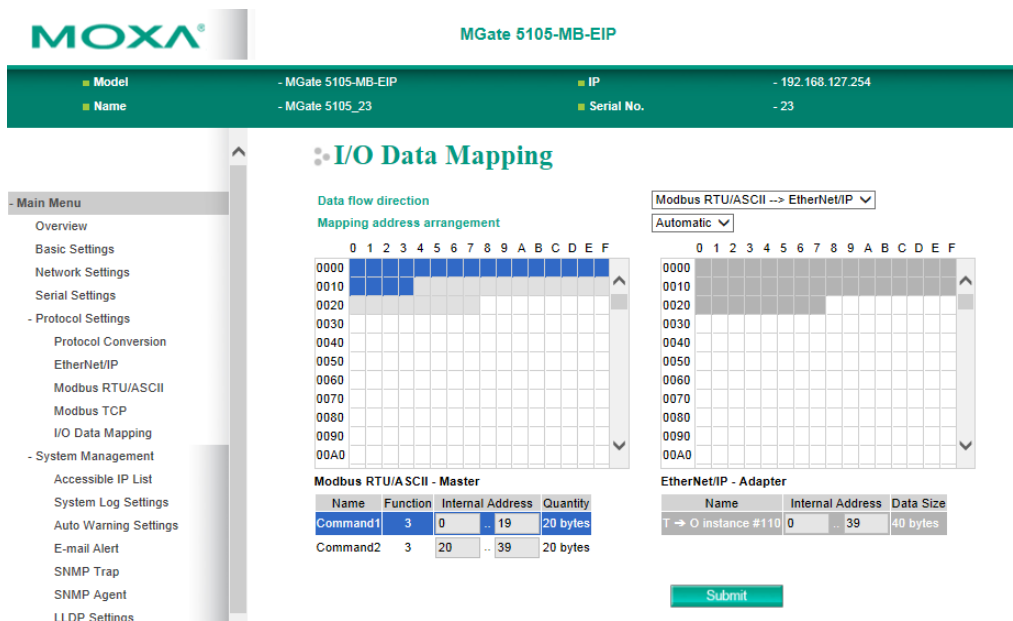 MOXA®
MGate 5105-MB-EIP
Model - MGate 5105-MB-EIP IP - 192.168.127.254
Name - MGate 5105_23 Serial No. - 23
- Main Menu
Overview
Basic Settings
Network Settings
Serial Settings
- Protocol Settings
Protocol Conversion
EtherNet/IP
Modbus RTU/ASCII
Modbus TCP
I/O Data Mapping
- System Management
Accessible IP List
System Log Settings
Auto Warning Settings
E-mail Alert
SNMP Trap
SNMP Agent
LLDP Settings
I/O Data Mapping
Data flow direction Modbus RTU/ASCII --> EtherNet/IP
Mapping address arrangement Automatic
0 1 2 3 4 5 6 7 8 9 A B C D E F
0000
0010
0020
0030
0040
0050
0060
0070
0080
0090
00A0
Modbus RTU/ASCII - Master
Name Function Internal Address Quantity
Command1 3 0 .. 19 20 bytes
Command2 3 20 .. 39 20 bytes
0 1 2 3 4 5 6 7 8 9 A B C D E F
0000
0010
0020
0030
0040
0050
0060
0070
0080
0090
00A0
EtherNet/IP - Adapter
Name Internal Address Data Size
T ➔ O instance #110 0 .. 39 40 bytes
Submit